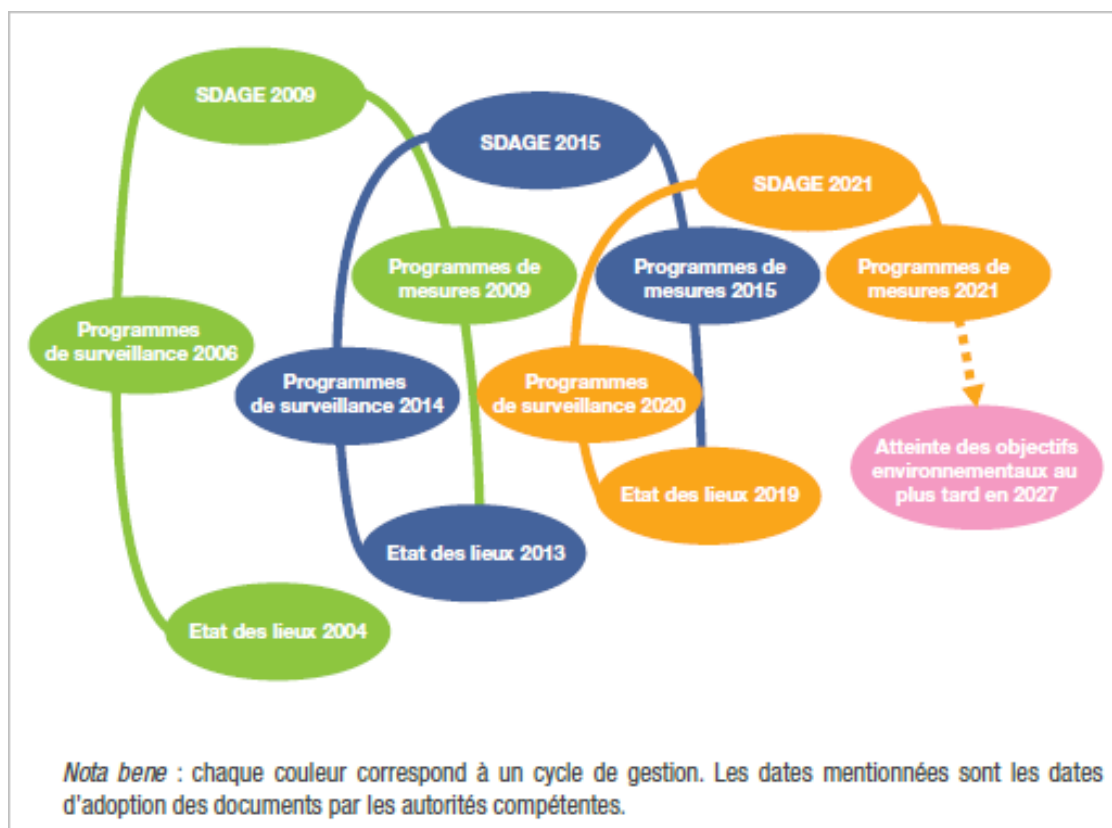 SDAGE 2009
SDAGE 2015
SDAGE 2021
Programmes de
mesures 2009
Programmes de
mesures 2015
Programmes de
mesures 2021
Programmes
de surveillance 2006
Programmes
de surveillance 2014
Programmes
de surveillance 2020
Atteinte des objectifs
environnementaux au
plus tard en 2027
Etat des lieux 2019
Etat des lieux 2013
Etat des lieux 2004
Nota bene : chaque couleur correspond à un cycle de gestion. Les dates mentionnées sont les dates
d'adoption des documents par les autorités compétentes.